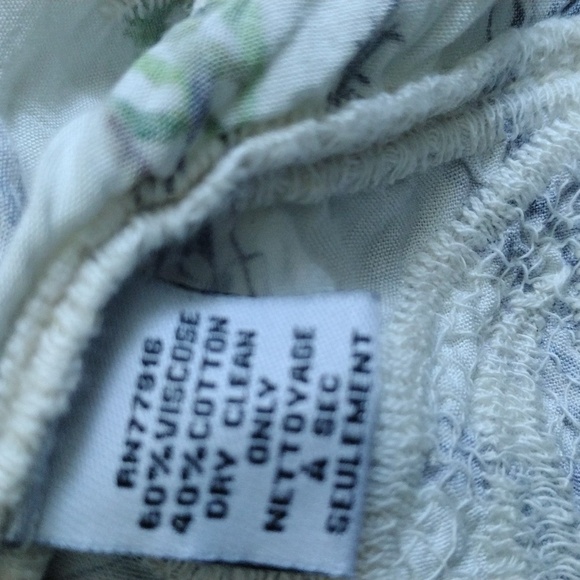 RN77916
60%VISCOSE
40%COTTON
DRY CLEAN
ONLY
NETTOYAGE
À SEC
SEULEMENT